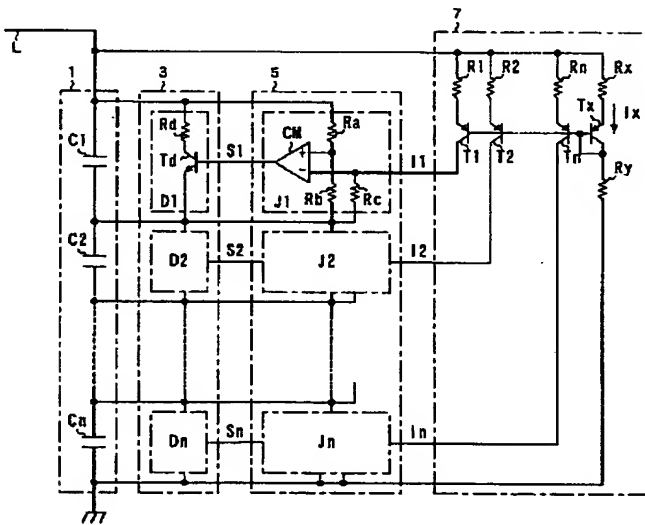 L
1
3
5
7
R1
R2
Rn
Rx
C1
Rd
Ra
Tx
Ix
Td
S1
CM
+
-
I1
T1
T2
Tn
Ry
D1
J1
Rb
Rc
C2
D2
S2
J2
I2
Cn
Dn
Sn
Jn
In